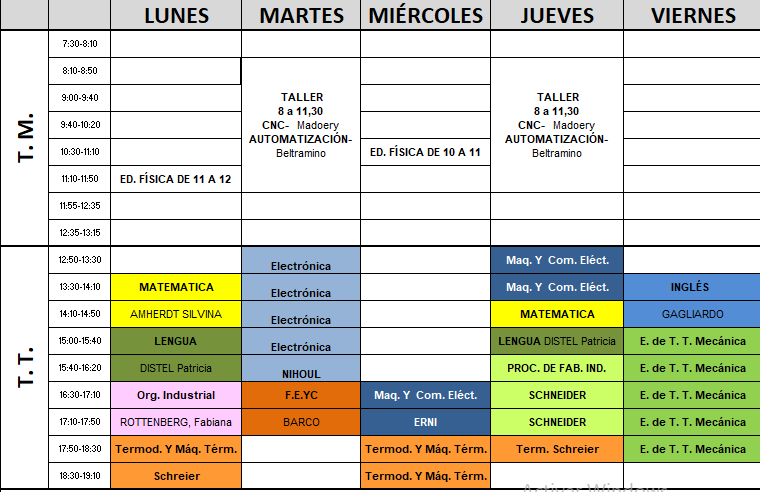 LUNES MARTES MIÉRCOLES JUEVES VIERNES
T. M.
7:30-8:10
8:10-8:50
9:00-9:40
9:40-10:20
10:30-11:10
11:10-11:50
11:55-12:35
12:35-13:15
ED. FÍSICA DE 11 A 12
TALLER
8 a 11,30
CNC- Madoery
AUTOMATIZACIÓN-
Beltramino
ED. FÍSICA DE 10 A 11
TALLER
8 a 11,30
CNC- Madoery
AUTOMATIZACIÓN-
Beltramino
T. T.
12:50-13:30 Electrónica Maq. Y Com. Eléct.
13:30-14:10 MATEMATICA Electrónica Maq. Y Com. Eléct. INGLÉS
14:10-14:50 AMHERDT SILVINA Electrónica MATEMATICA GAGLIARDO
15:00-15:40 LENGUA Electrónica LENGUA DISTEL Patricia E. de T. T. Mecánica
15:40-16:20 DISTEL Patricia NIHOUL PROC. DE FAB. IND. E. de T. T. Mecánica
16:30-17:10 Org. Industrial F.E.YC Maq. Y Com. Eléct. SCHNEIDER E. de T. T. Mecánica
17:10-17:50 ROTTENBERG, Fabiana BARCO ERNI SCHNEIDER E. de T. T. Mecánica
17:50-18:30 Termod. Y Máq. Térm. Termod. Y Máq. Térm. Term. Schreier E. de T. T. Mecánica
18:30-19:10 Schreier Termod. Y Máq. Térm.
Activar Windows